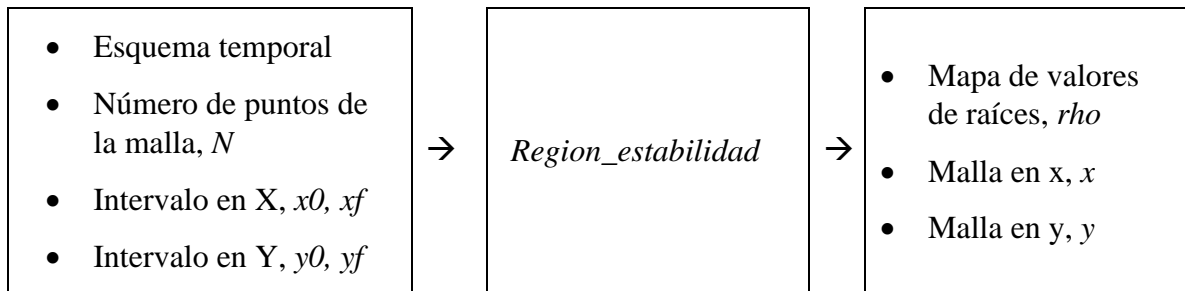 • Esquema temporal
• Número de puntos de
la malla, N
• Intervalo en X, x0, xf
• Intervalo en Y, y0, yf
→
Region_estabilidad
→
• Mapa de valores
de raíces, rho
• Malla en x, x
• Malla en y, y